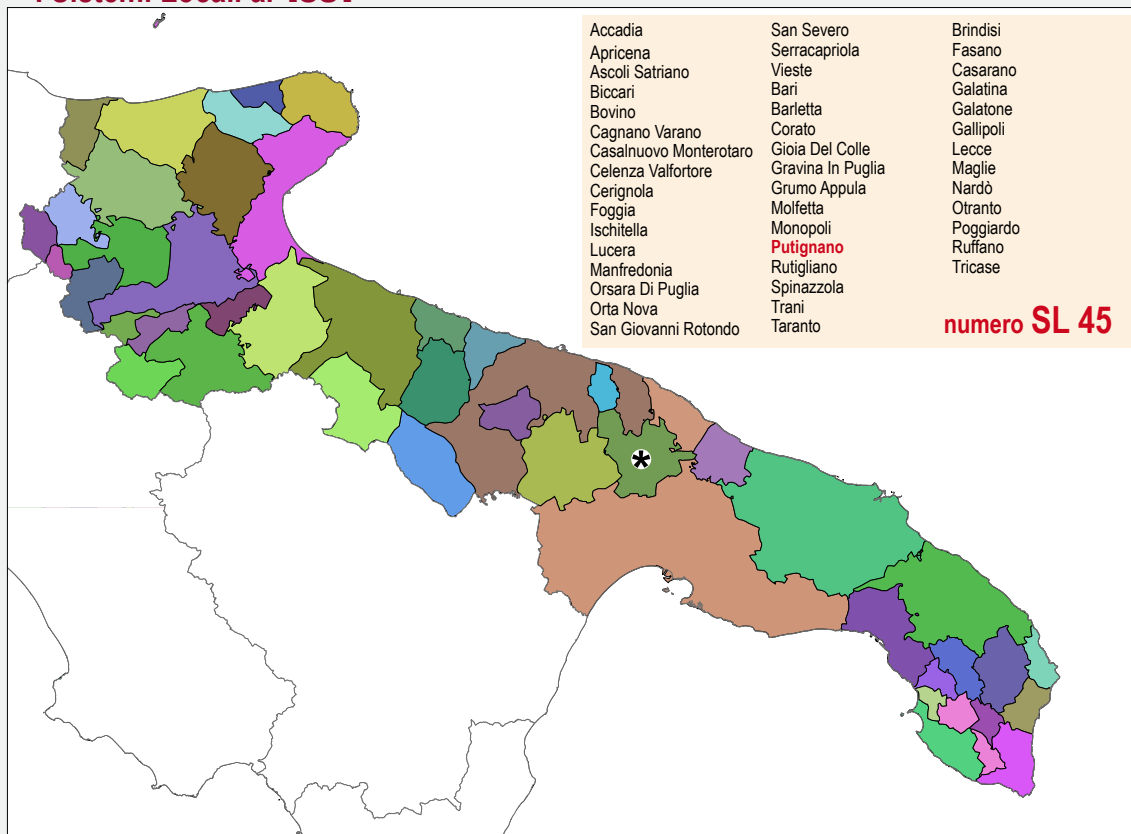 Accadia
Apricena
Ascoli Satriano
Biccari
Bovino
Cagnano Varano
Casalnuovo Monterotaro
Celenza Valfortore
Cerignola
Foggia
Ischitella
Lucera
Manfredonia
Orsara Di Puglia
Orta Nova
San Giovanni Rotondo
San Severo
Serracapriola
Vieste
Bari
Barletta
Corato
Gioia Del Colle
Gravina In Puglia
Grumo Appula
Molfetta
Monopoli
Putignano
Rutigliano
Spinazzola
Trani
Taranto
Brindisi
Fasano
Casarano
Galatina
Galatone
Gallipoli
Lecce
Maglie
Nardò
Otranto
Poggiardo
Ruffano
Tricase
numero SL 45
*